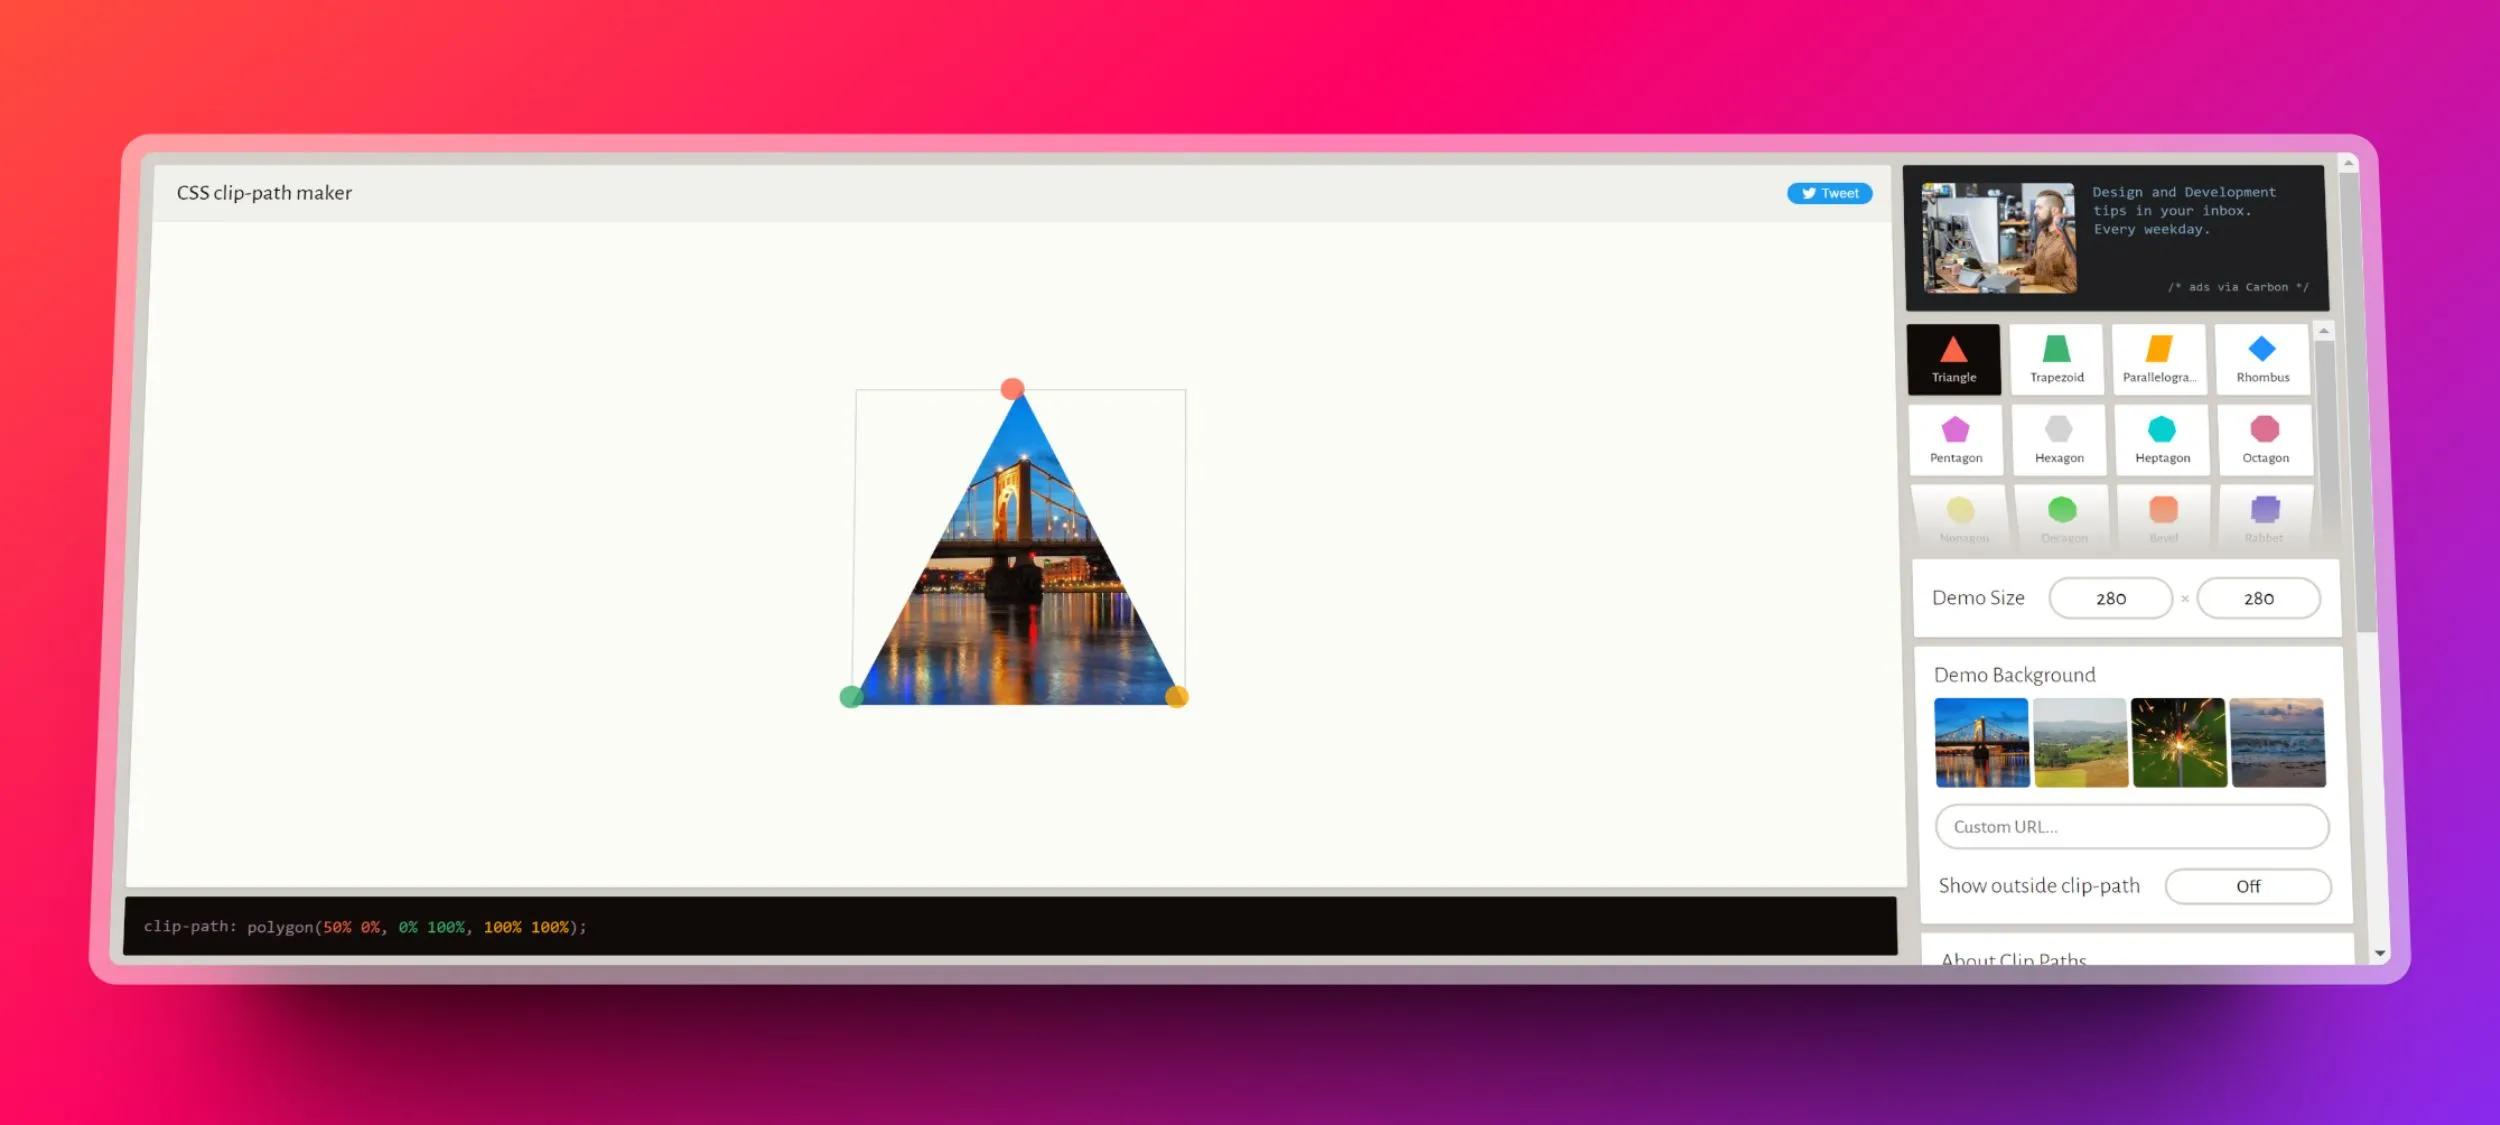 CSS clip-path maker
Tweet
Design and Development
tips in your inbox.
Every weekday.
/* ads via Carbon */
Triangle
Trapezoid
Parallelogra...
Rhombus
Pentagon
Hexagon
Heptagon
Octagon
Nonagon
Decagon
Bevel
Rabbet
Demo Size
280
×
280
Demo Background
Custom URL...
Show outside clip-path
Off
About Clip Paths
clip-path: polygon(50% 0%, 0% 100%, 100% 100%);